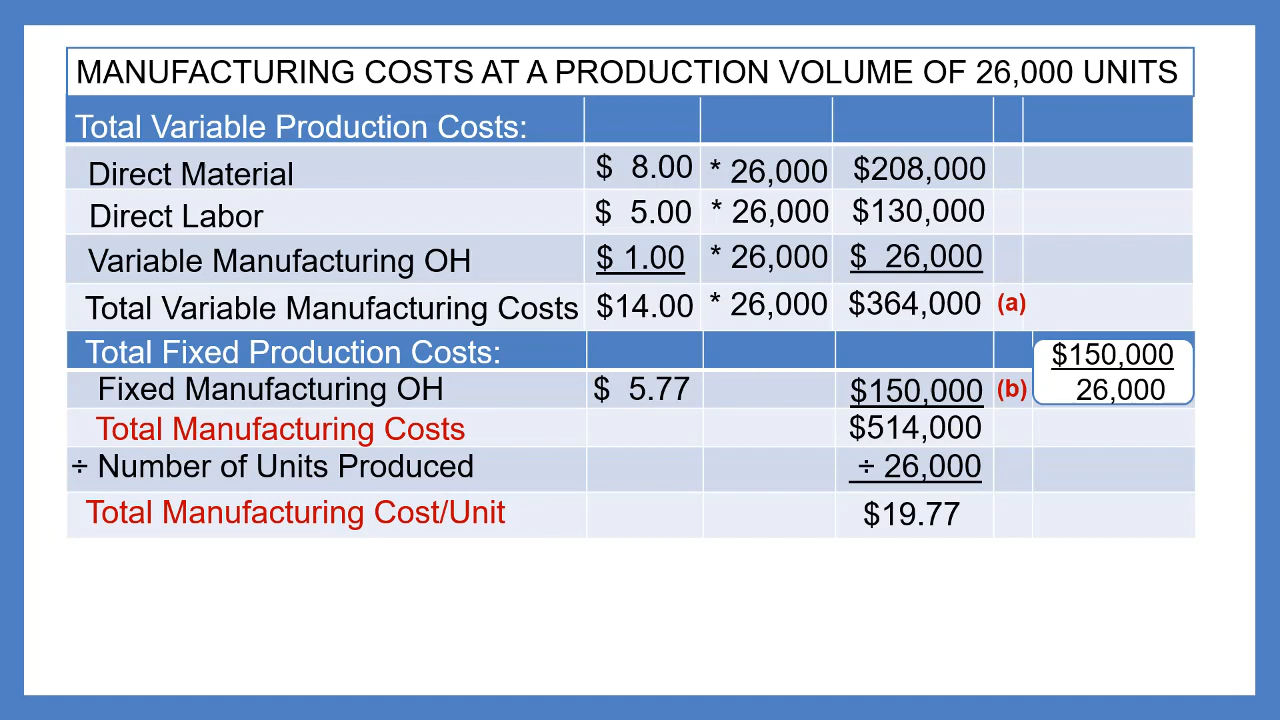 MANUFACTURING COSTS AT A PRODUCTION VOLUME OF 26,000 UNITS
Total Variable Production Costs:
Direct Material $ 8.00 * 26,000 $208,000
Direct Labor $ 5.00 * 26,000 $130,000
Variable Manufacturing OH $ 1.00 * 26,000 $ 26,000
Total Variable Manufacturing Costs $14.00 * 26,000 $364,000 (a)
Total Fixed Production Costs: $150,000
Fixed Manufacturing OH $ 5.77 $150,000 (b) 26,000
Total Manufacturing Costs $514,000
÷ Number of Units Produced ÷ 26,000
Total Manufacturing Cost/Unit $19.77